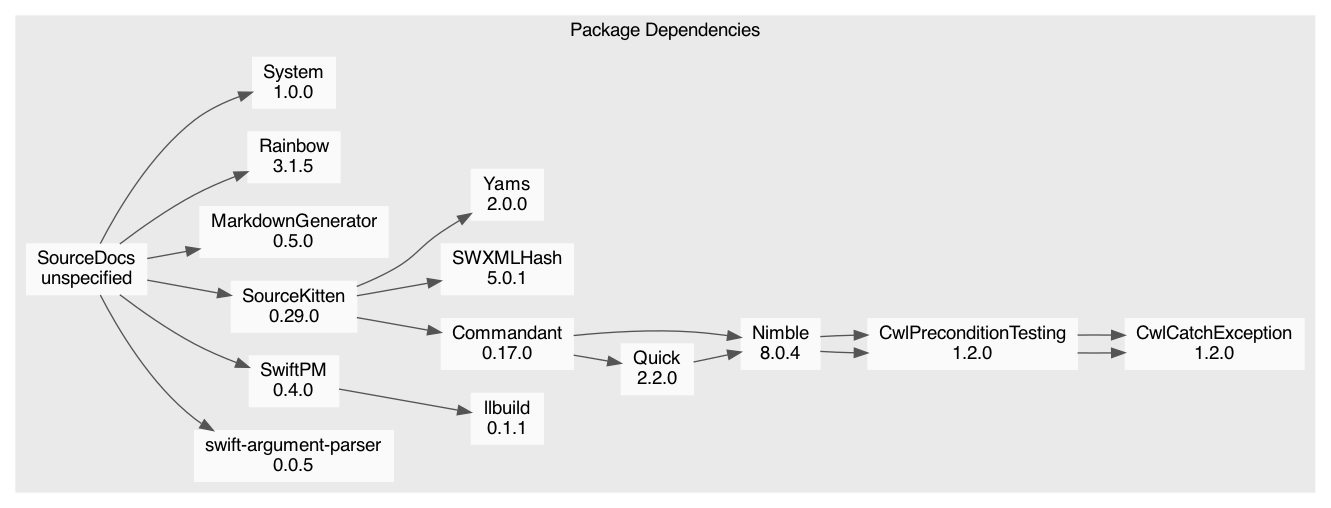 Package Dependencies
System
1.0.0
Rainbow
3.1.5
MarkdownGenerator
0.5.0
SourceDocs
unspecified
SourceKitten
0.29.0
SwiftPM
0.4.0
swift-argument-parser
0.0.5
Yams
2.0.0
SWXMLHash
5.0.1
Commandant
0.17.0
llbuild
0.1.1
Quick
2.2.0
Nimble
8.0.4
CwlPreconditionTesting
1.2.0
CwlCatchException
1.2.0